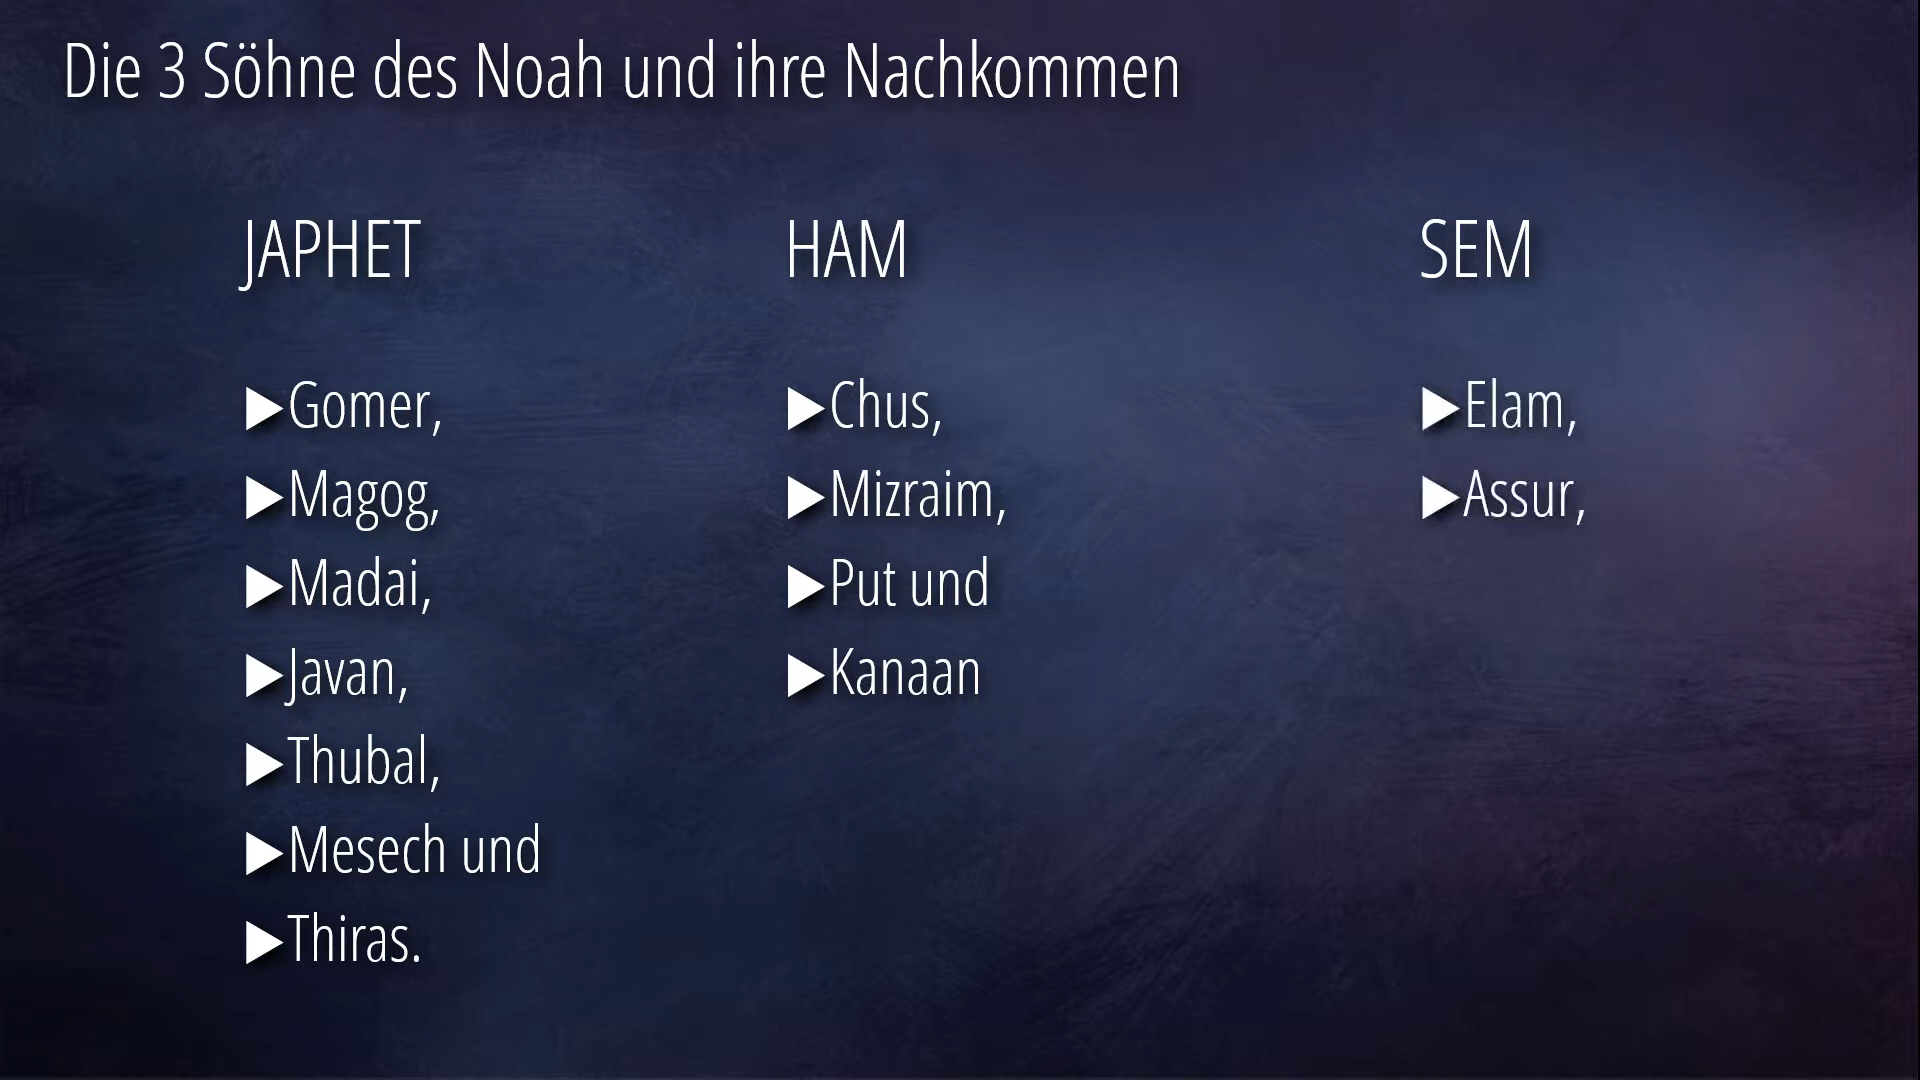 Die 3 Söhne des Noah und ihre Nachkommen
JAPHET
▶Gomer,
▶Magog,
▶Madai,
▶Javan,
▶Thubal,
▶Mesech und
▶Thiras.
HAM
▶Chus,
▶Mizraim,
▶Put und
▶Kanaan
SEM
▶Elam,
▶Assur,